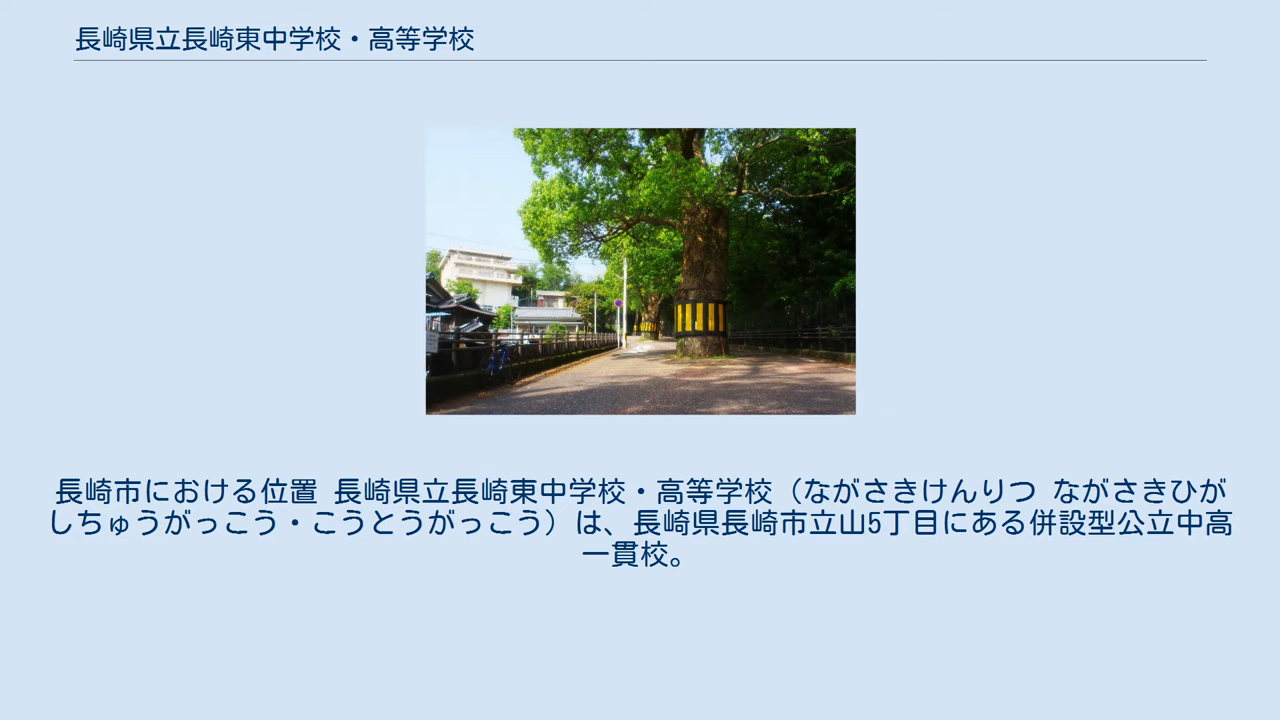 長崎県立長崎東中学校・高等学校
長崎市における位置 長崎県立長崎東中学校・高等学校（ながさきけんりつ ながさきひが
しちゅうがっこう・こうとうがっこう）は、長崎県長崎市立山5丁目にある併設型公立中高
一貫校。